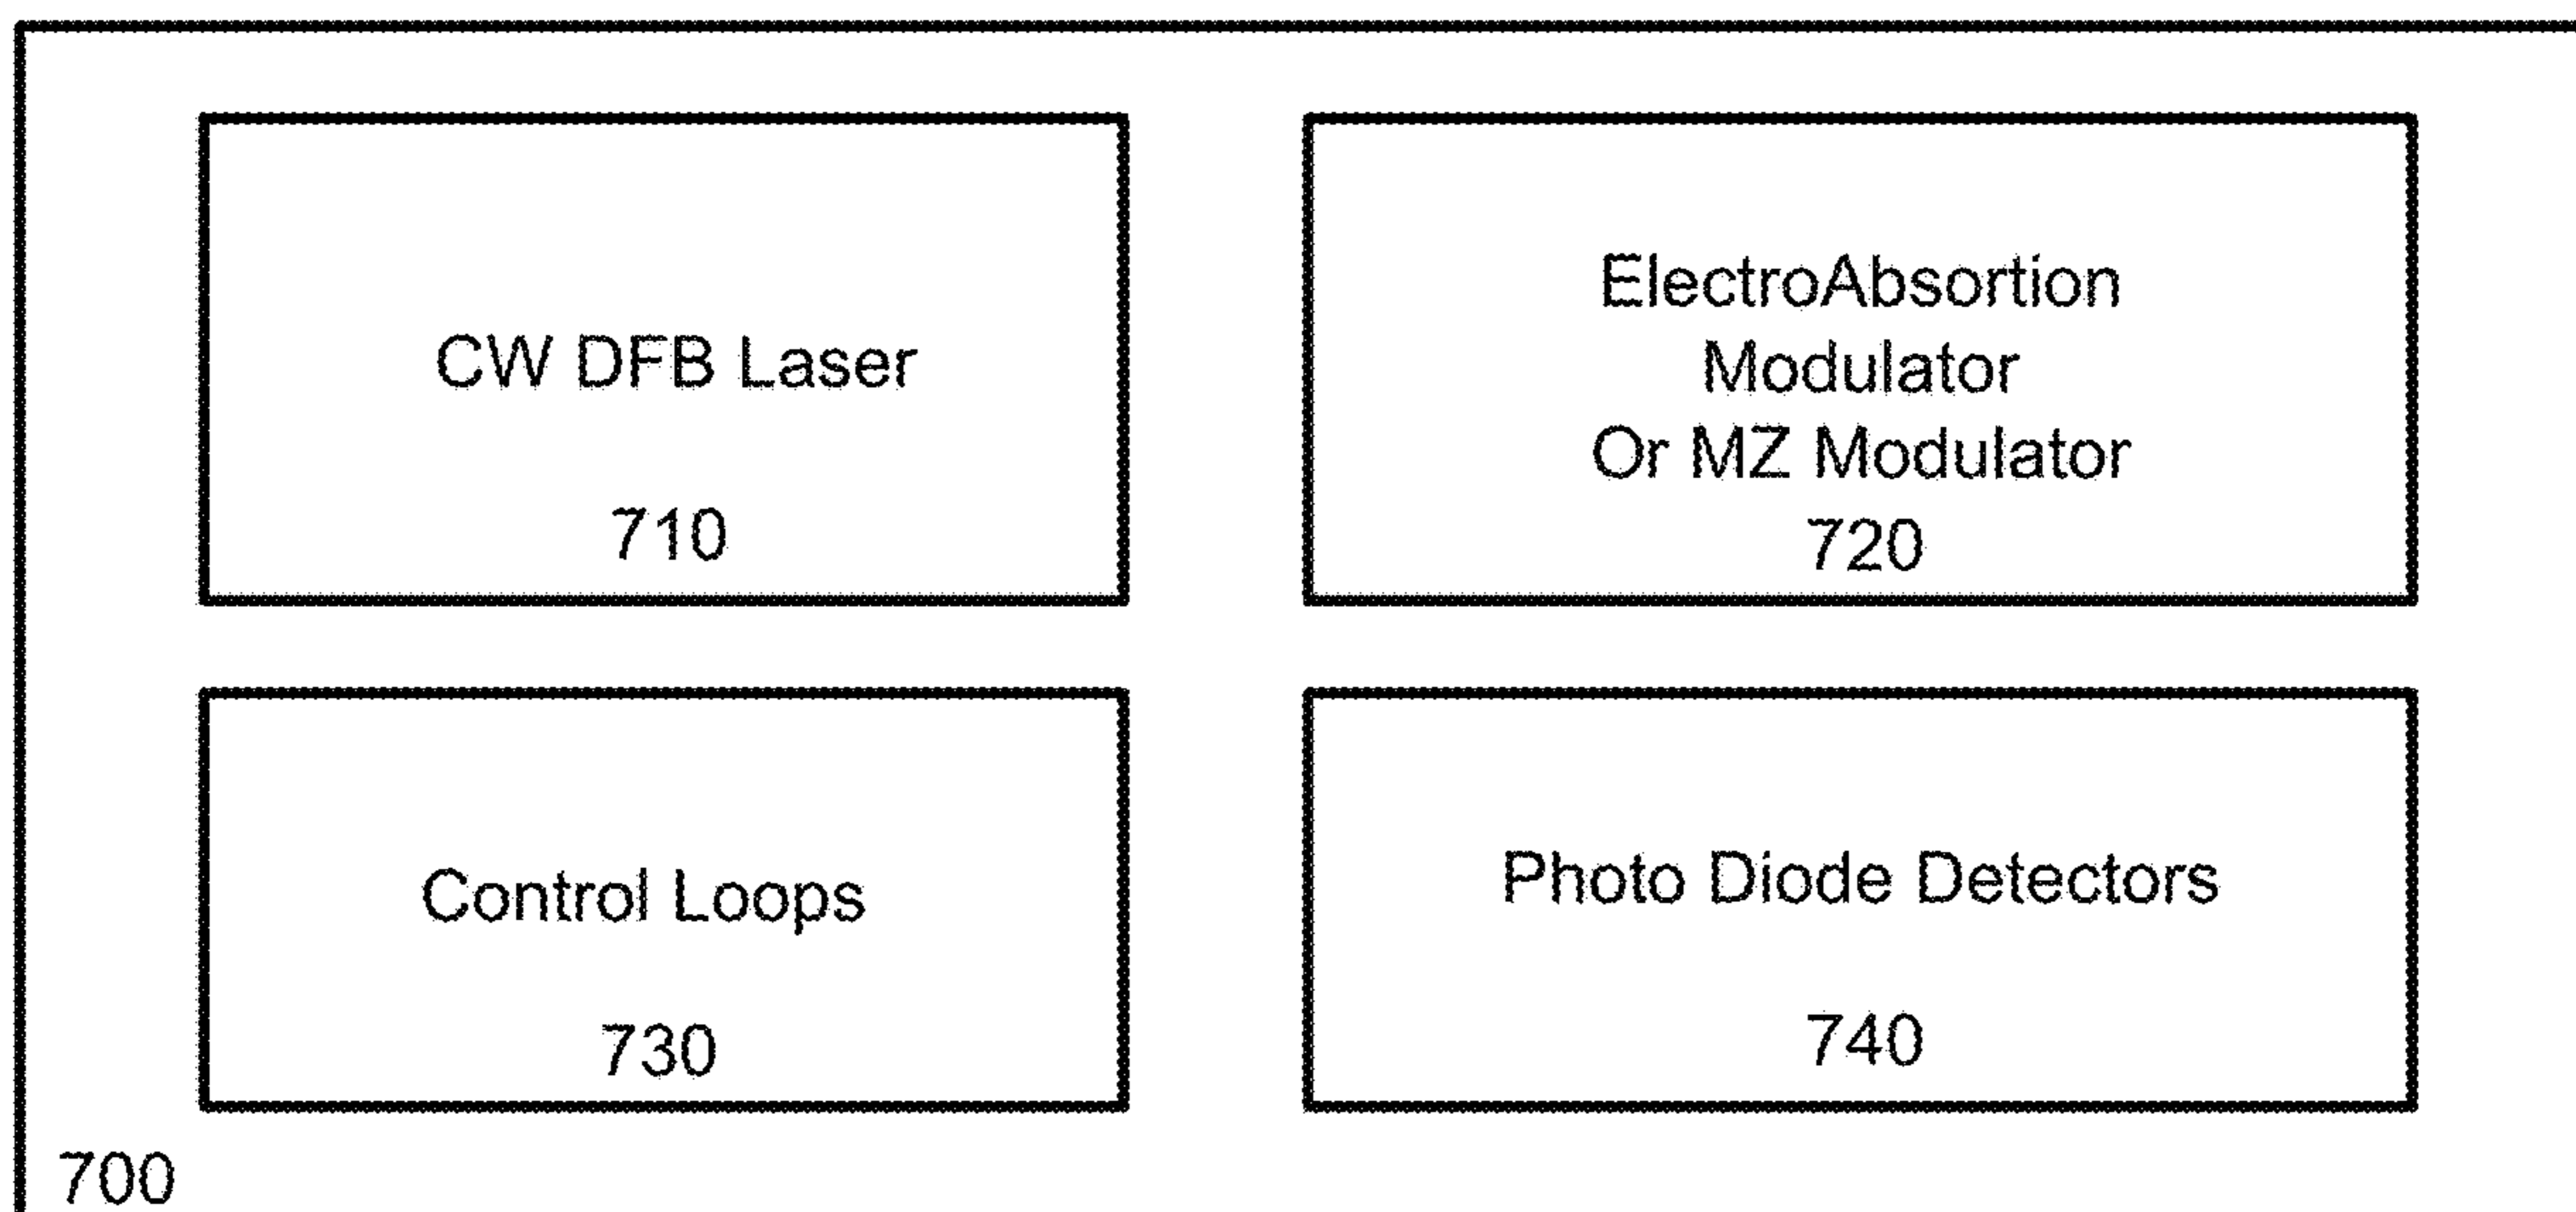 CW DFB Laser
710
ElectroAbsortion
Modulator
Or MZ Modulator
720
Control Loops
730
Photo Diode Detectors
740
700